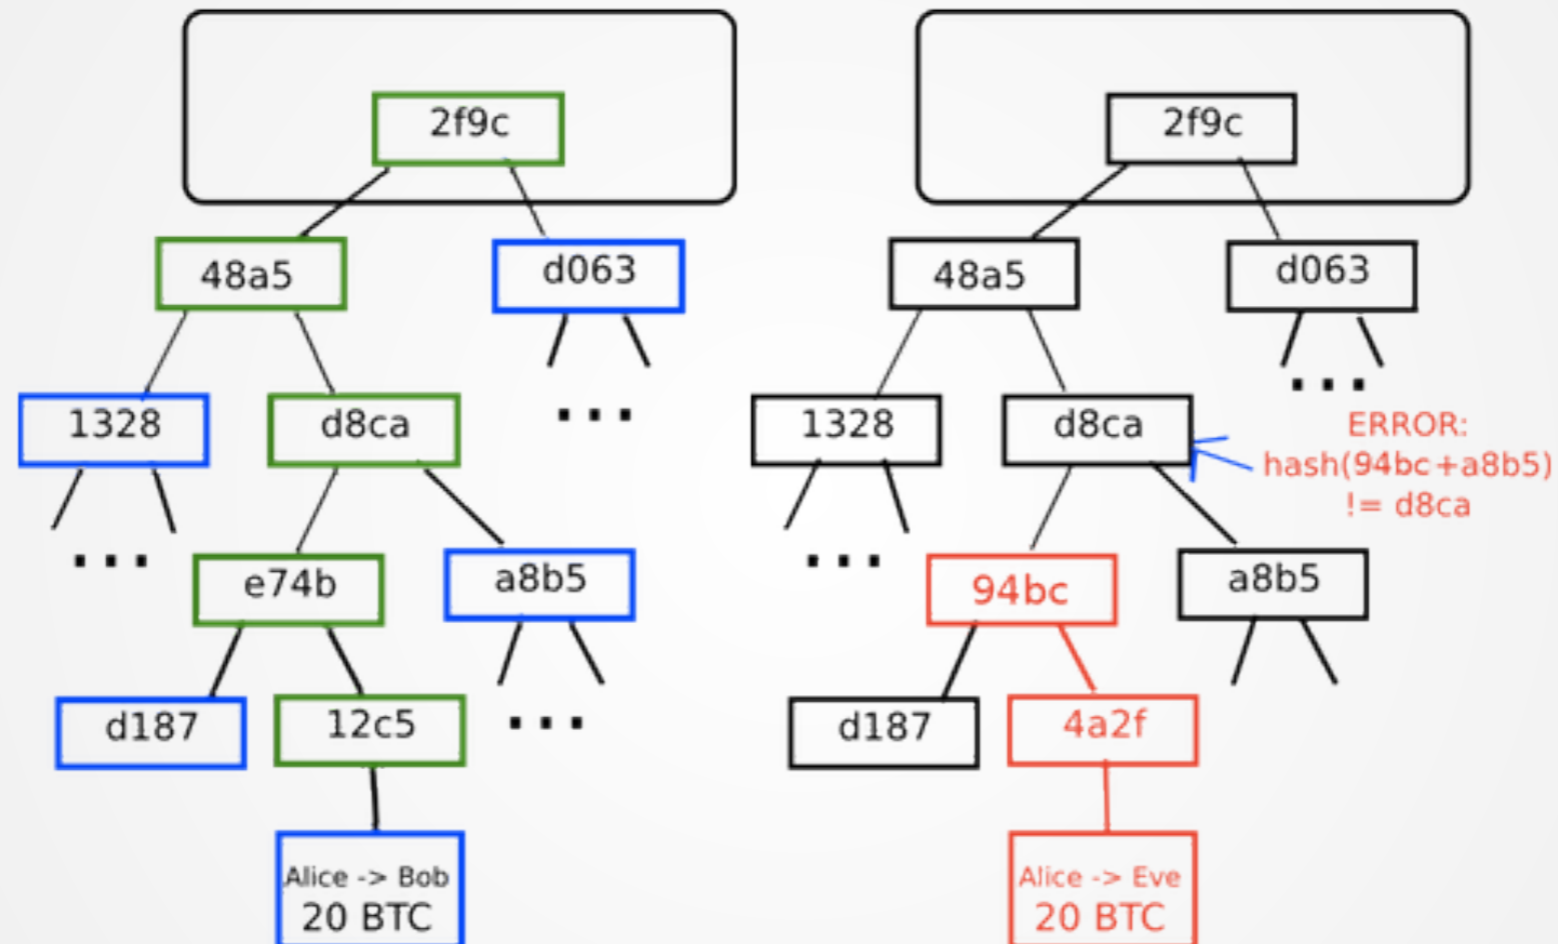 2f9c
48a5
d063
1328
d8ca
...
...
e74b
a8b5
d187
12c5
...
Alice -> Bob
20 BTC
2f9c
48a5
d063
...
1328
d8ca
ERROR:
hash(94bc+a8b5)
!= d8ca
...
94bc
a8b5
d187
4a2f
Alice -> Eve
20 BTC